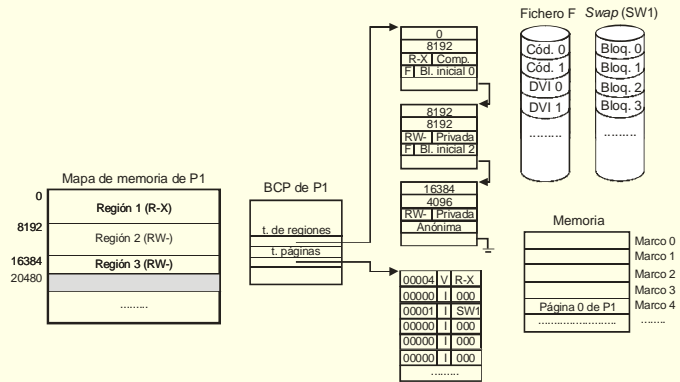 Fichero F
Swap (SW1)
0
8192
R-X Comp.
F Bl. inicial 0
Cód. 0
Cód. 1
DVI 0
DVI 1
.........
Bloq. 0
Bloq. 1
Bloq. 2
Bloq. 3
.........
8192
8192
RW- Privada
F Bl. inicial 2
16384
4096
RW- Privada
Anónima
Mapa de memoria de P1
0
Región 1 (R-X)
8192
Región 2 (RW-)
16384
Región 3 (RW-)
20480
.........
BCP de P1
t. de regiones
t. páginas
00004 V R-X
00000 I 000
00001 I SW1
00000 I 000
00000 I 000
00000 I 000
.........
Memoria
Marco 0
Marco 1
Marco 2
Marco 3
Página 0 de P1 Marco 4
....................... ........